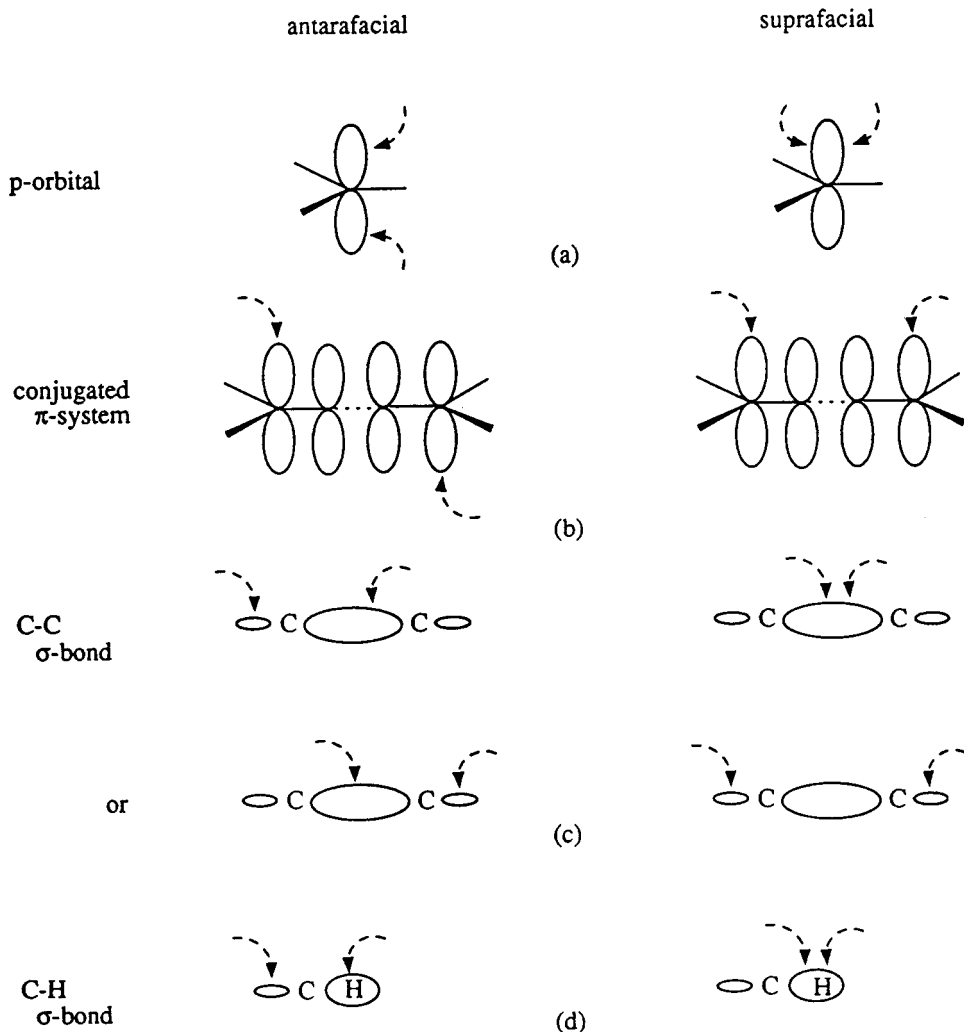 antarafacial suprafacial
p-orbital
(a)
conjugated
π-system
(b)
C-C
σ-bond
C C C C
or
C C C C
(c)
C-H
σ-bond
C H C H
(d)